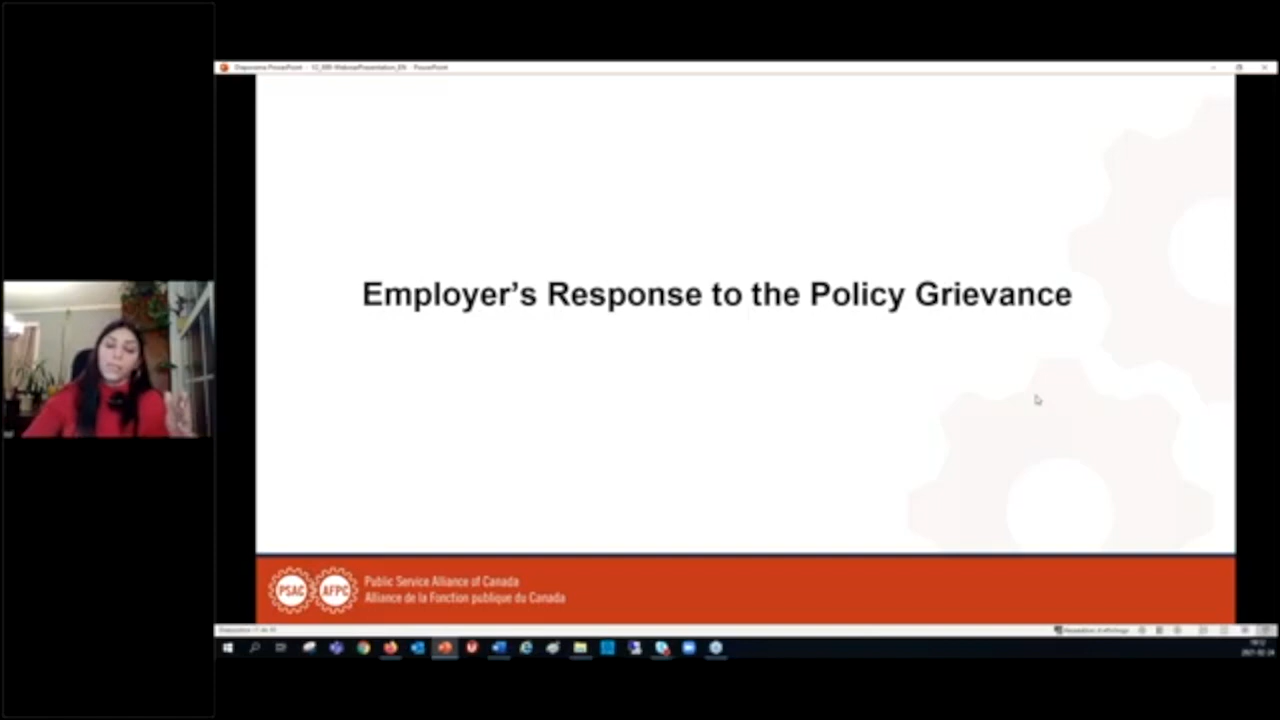 Employer's Response to the Policy Grievance
PSAC AFPC
Public Service Alliance of Canada
Alliance de la Fonction publique du Canada